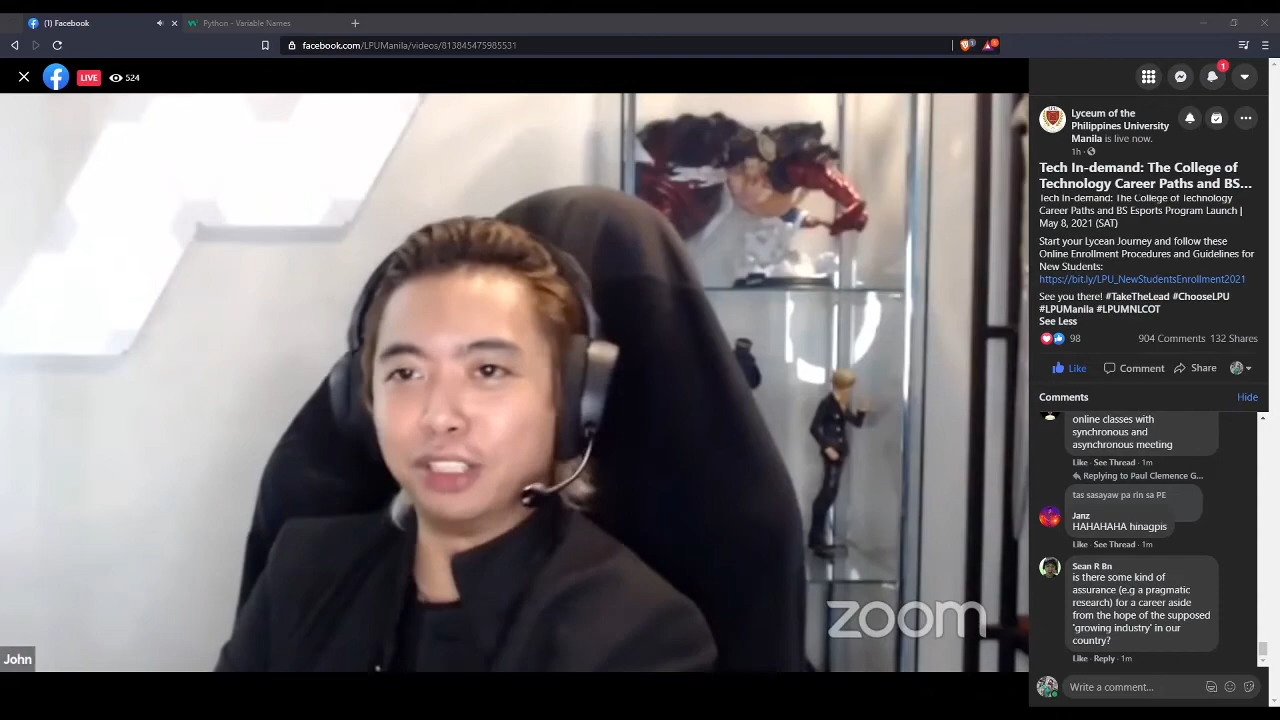 (1) Facebook
Python - Variable Names
facebook.com/LPUManila/videos/813845475985531
LIVE 524
1
Lyceum of the
Philippines University
Manila is live now.
1h
Tech In-demand: The College of
Technology Career Paths and BS...
Tech In-demand: The College of Technology
Career Paths and BS Esports Program Launch |
May 8, 2021 (SAT)
Start your Lycean Journey and follow these
Online Enrollment Procedures and Guidelines for
New Students:
https://bit.ly/LPU_NewStudentsEnrollment2021
See you there! #TakeTheLead #ChooseLPU
#LPUManila #LPUMNLCOT
See Less
98 904 Comments 132 Shares
Like Comment Share
Comments Hide
online classes with
synchronous and
asynchronous meeting
Like · See Thread · 1m
Replying to Paul Clemence G...
tas sasayaw pa rin sa PE
Janz
HAHAHAHA hinagpis
Like · See Thread · 1m
Sean R Bn
is there some kind of
assurance (e.g a pragmatic
research) for a career aside
from the hope of the supposed
'growing industry' in our
country?
Like · Reply · 1m
Write a comment...
zoom
John